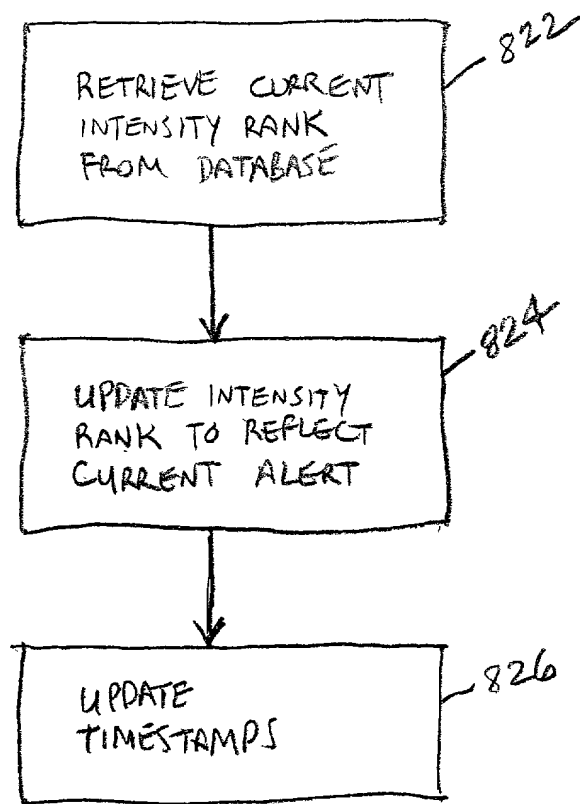 822
RETRIEVE CURRENT
INTENSITY RANK
FROM DATABASE
824
UPDATE INTENSITY
RANK TO REFLECT
CURRENT ALERT
826
UPDATE
TIMESTAMPS